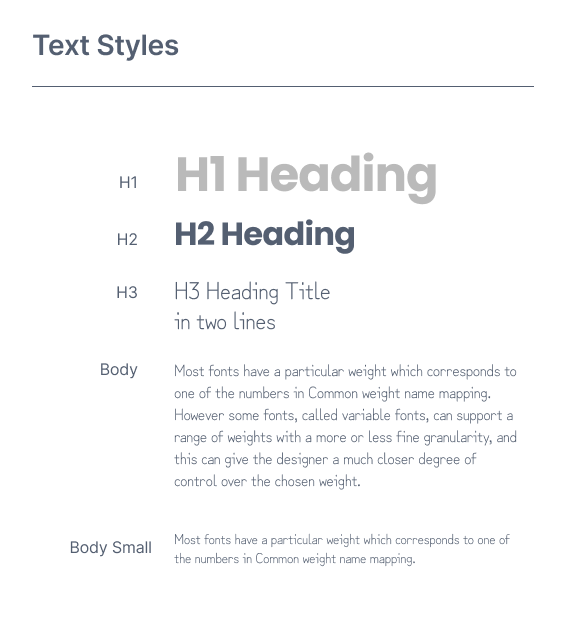 Text Styles
H1 H1 Heading
H2 H2 Heading
H3 H3 Heading Title
in two lines
Body Most fonts have a particular weight which corresponds to
one of the numbers in Common weight name mapping.
However some fonts, called variable fonts, can support a
range of weights with a more or less fine granularity, and
this can give the designer a much closer degree of
control over the chosen weight.
Body Small Most fonts have a particular weight which corresponds to one of
the numbers in Common weight name mapping.